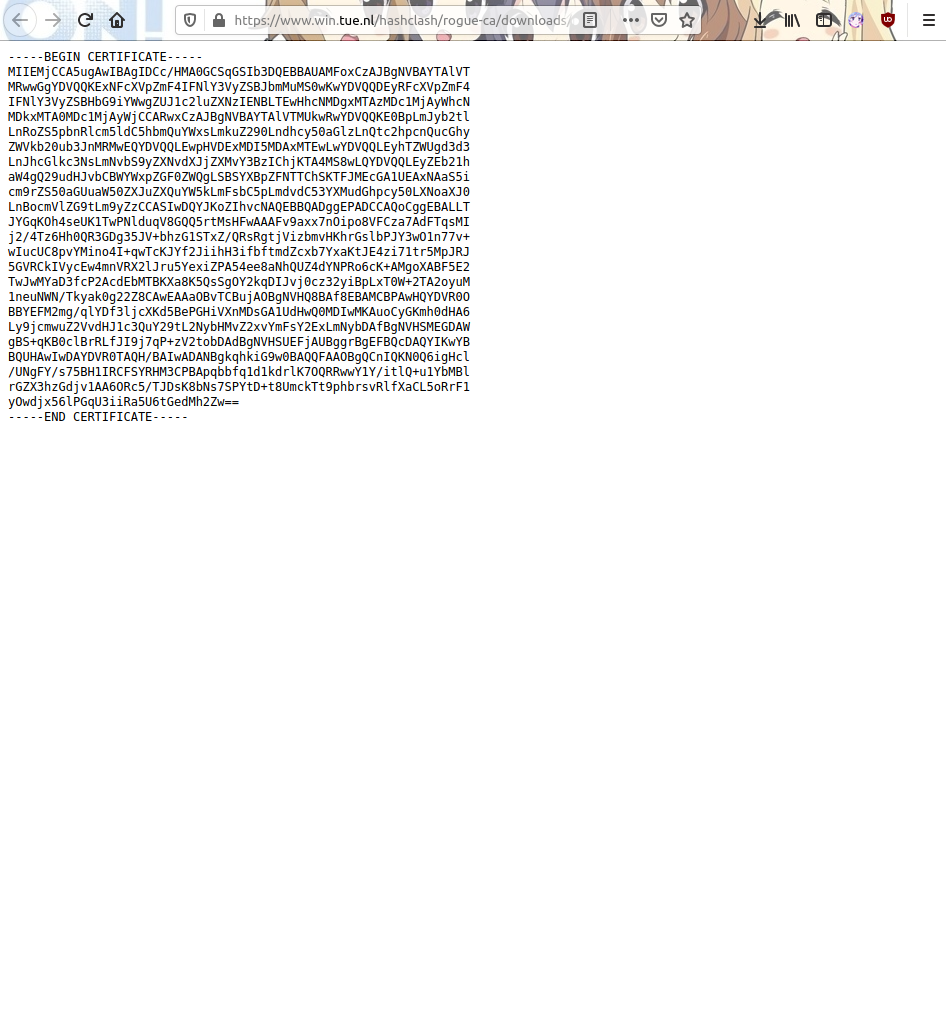 https://www.win.tue.nl/hashclash/rogue-ca/downloads/
-----BEGIN CERTIFICATE-----
MIIEMjCCA5ugAwIBAgIDCc/HMA0GCSqGSIb3DQEBBAUAMFoxCzAJBgNVBAYTAlVT
MRwwGgYDVQQKExNFcXVpZmF4IFNlY3VyZSBJbmMuMS0wKwYDVQQDEyRFcXVpZmF4
IFNlY3VyZSBHbG9iYWwgZUJ1c2luZXNzIENBLTEwHhcNMDgxMTAzMDc1MjAyWhcN
MDkxMTA0MDc1MjAyWjCCARwxCzAJBgNVBAYTAlVTMUkwRwYDVQQKE0BpLmJyb2tl
LnRoZS5pbnRlcm5ldC5hbmQuYWxsLmkuZ290Lndhcy50aGlzLnQtc2hpcnQucGhy
ZWVkb20ub3JnMRMwEQYDVQQLEwpHVDExMDI5MDAxMTEwLwYDVQQLEyhTZWUgd3d3
LnJhcGlkc3NsLmNvbS9yZXNvdXJjZXMvY3BzIChjKTA4MS8wLQYDVQQLEyZEb21h
aW4gQ29udHJvbCBWYWxpZGF0ZWQgLSBSYXBpZFNTTChSKTFJMEcGA1UEAxNAaS5i
cm9rZS50aGUuaW50ZXJuZXQuYW5kLmFsbC5pLmdvdC53YXMudGhpcy50LXNoaXJ0
LnBocmVlZG9tLm9yZzCCASIwDQYJKoZIhvcNAQEBBQADggEPADCCAQoCggEBALLT
JYGqKOh4seUK1TwPNlduqV8GQQ5rtMsHFwAAAFv9axx7nOipo8VFCza7AdFTqsMI
j2/4Tz6Hh0QR3GDg35JV+bhzG1STxZ/QRsRgtjVizbmvHKhrGslbPJY3wO1n77v+
wIucUC8pvYMino4I+qwTcKJYf2JiihH3ifbftmdZcxb7YxaKtJE4zi71tr5MpJRJ
5GVRCkIVycEw4mnVRX2lJru5YexiZPA54ee8aNhQUZ4dYNPRo6cK+AMgoXABF5E2
TwJwMYaD3fcP2AcdEbMTBKXa8K5QsSgOY2kqDIJvj0cz32yiBpLxT0W+2TA2oyuM
1neuNWN/Tkyak0g22Z8CAwEAAaOBvTCBujAOBgNVHQ8BAf8EBAMCBPAwHQYDVR0O
BBYEFM2mg/qlYDf3ljcXKd5BePGHiVXnMDsGA1UdHwQ0MDIwMKAuoCyGKmh0dHA6
Ly9jcmwuZ2VvdHJ1c3QuY29tL2NybHMvZ2xvYmFsY2ExLmNybDAfBgNVHSMEGDAW
gBS+qKB0clBrRLfJI9j7qP+zV2tobDAdBgNVHSUEFjAUBggrBgEFBQcDAQYIKwYB
BQUHAwIwDAYDVR0TAQH/BAIwADANBgkqhkiG9w0BAQQFAAOBgQCnIQKN0Q6igHcl
/UNgFY/s75BH1IRCFSYRHM3CPBApqbbfq1d1kdrlK7OQRRwwY1Y/itlQ+u1YbMBl
rGZX3hzGdjv1AA6ORc5/TJDsK8bNs7SPYtD+t8UmckTt9phbrsvRlfXaCL5oRrF1
yOwdjx56lPGqU3iiRa5U6tGedMh2Zw==
-----END CERTIFICATE-----